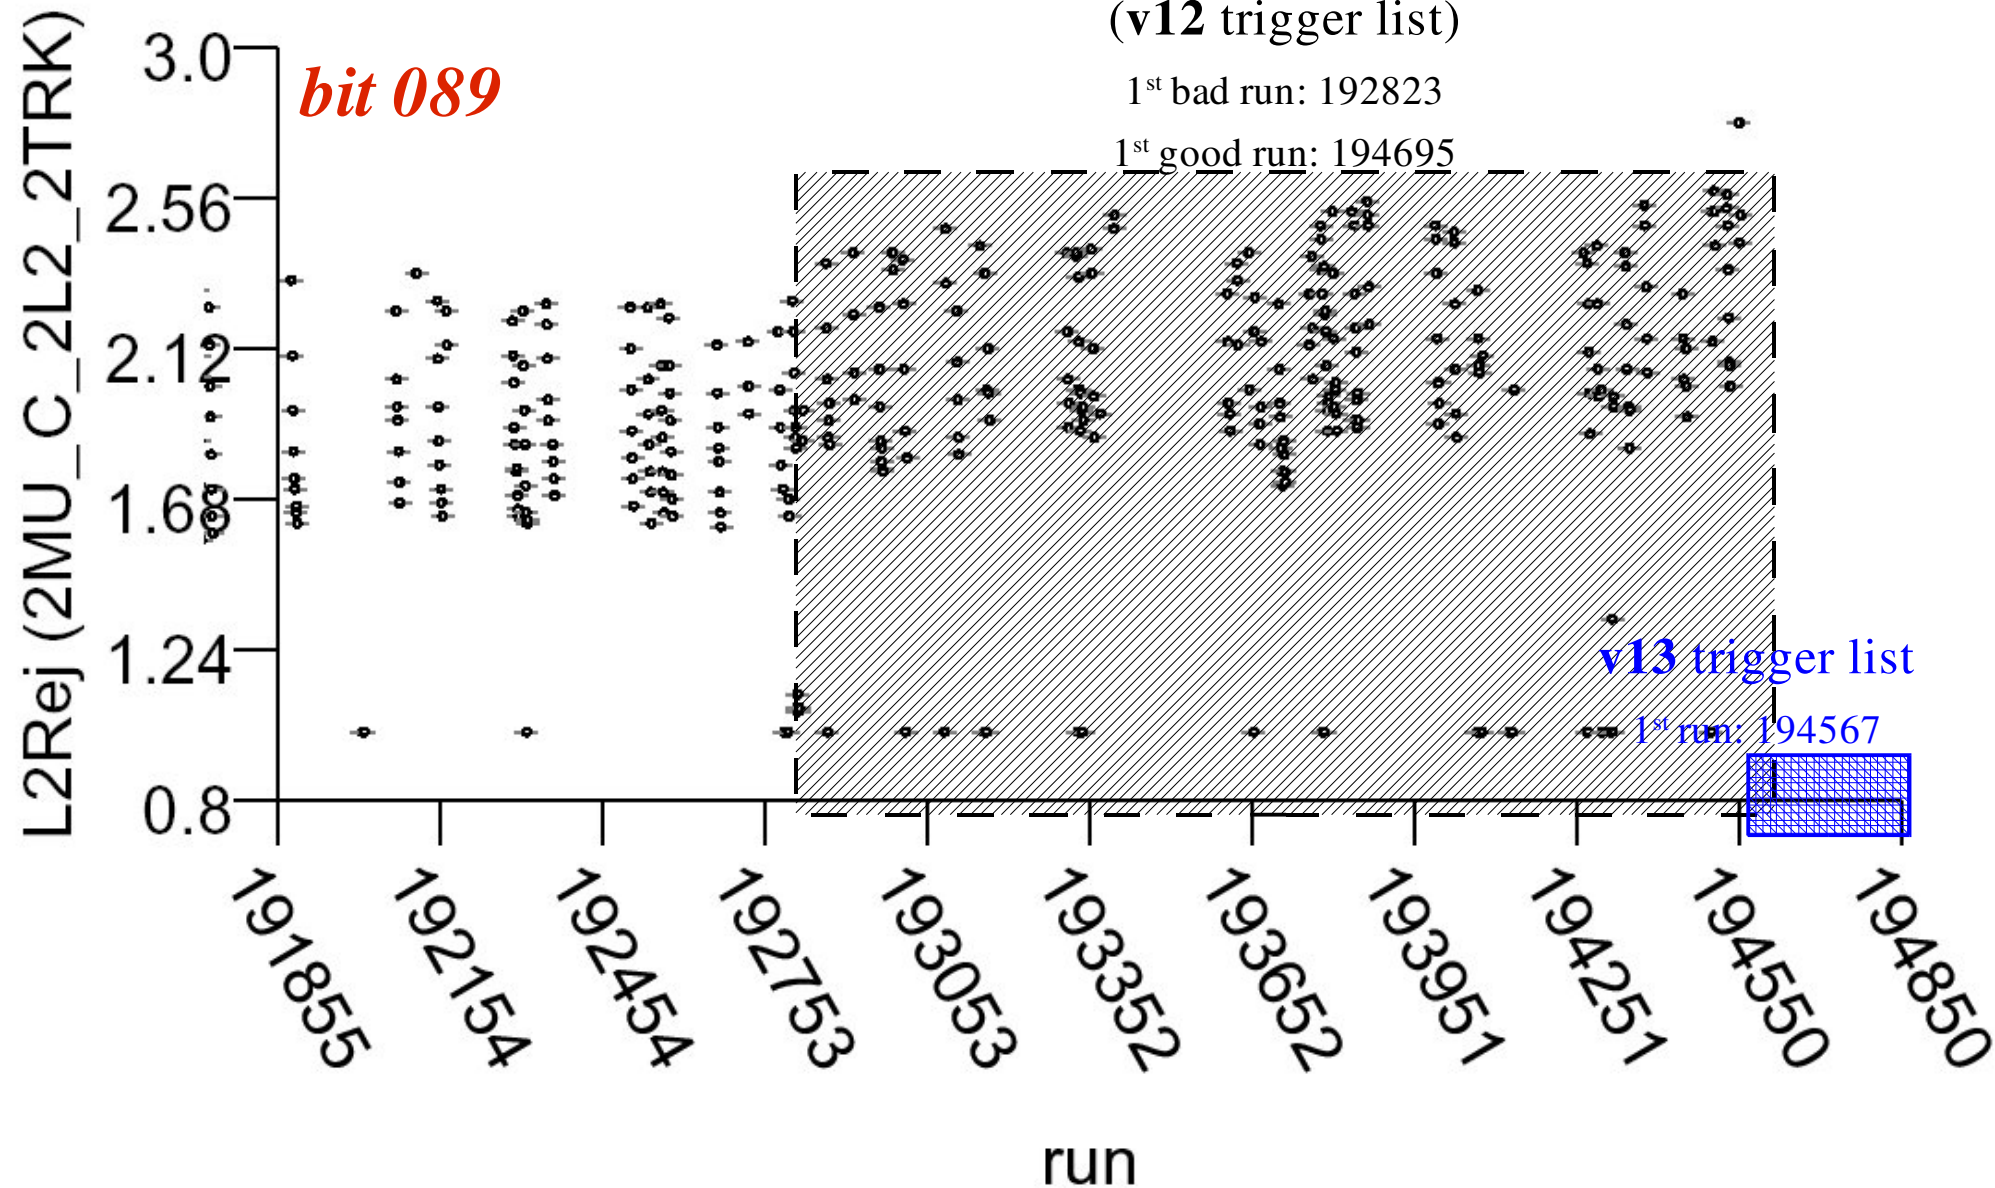 (v12 trigger list)
1st bad run: 192823
1st good run: 194695
bit 089
L2Rej (2MU_C_2L2_2TRK)
3.0
2.56
2.12
1.68
1.24
0.8
v13 trigger list
1st run: 194567
191855
192154
192454
192753
193053
193352
193652
193951
194251
194550
194850
run